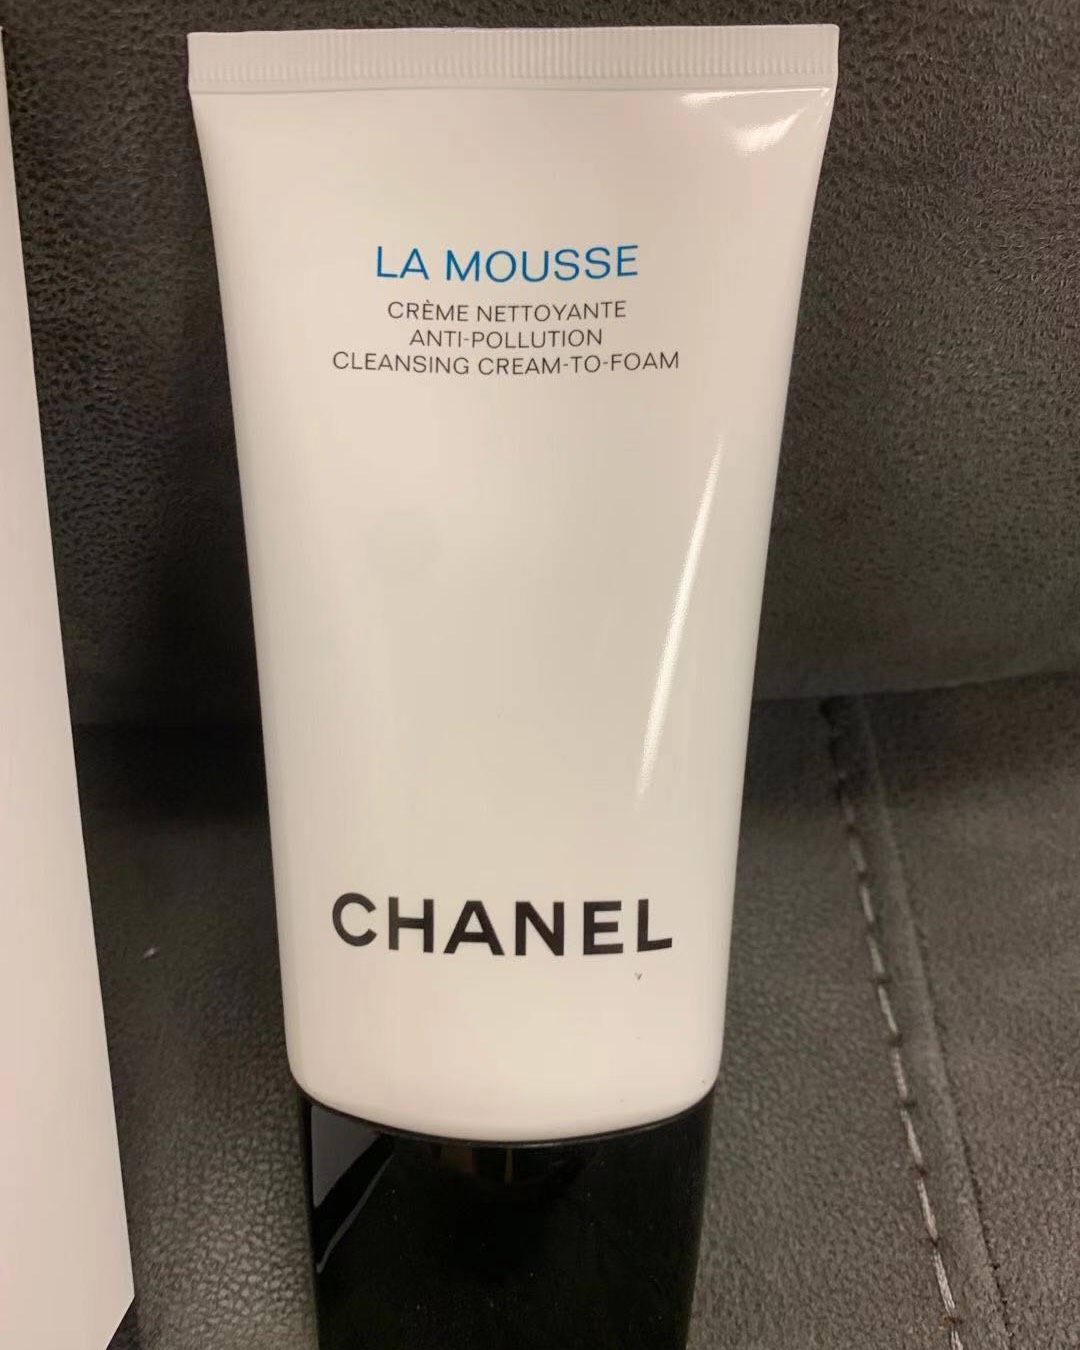 LA MOUSSE
CRÈME NETTOYANTE
ANTI-POLLUTION
CLEANSING CREAM-TO-FOAM
CHANEL